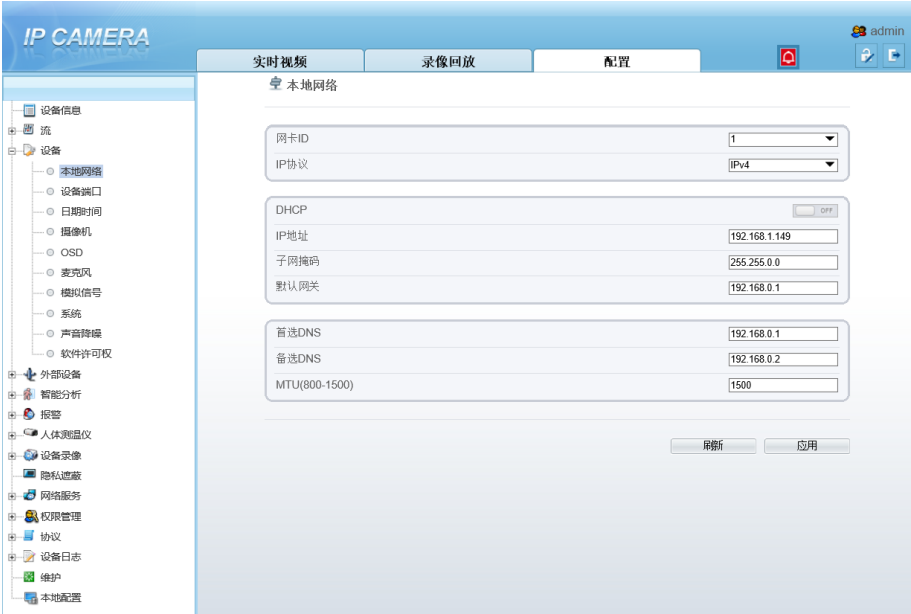 IP CAMERA
admin
实时视频
录像回放
配置
本地网络
设备信息
流
设备
本地网络
设备端口
日期时间
摄像机
OSD
麦克风
模拟信号
系统
声音降噪
软件许可权
外部设备
智能分析
报警
人体测温仪
设备录像
隐私遮蔽
网络服务
权限管理
协议
设备日志
维护
本地配置
网卡ID 1
IP协议 IPv4
DHCP OFF
IP地址 192.168.1.149
子网掩码 255.255.0.0
默认网关 192.168.0.1
首选DNS 192.168.0.1
备选DNS 192.168.0.2
MTU(800-1500) 1500
刷新 应用